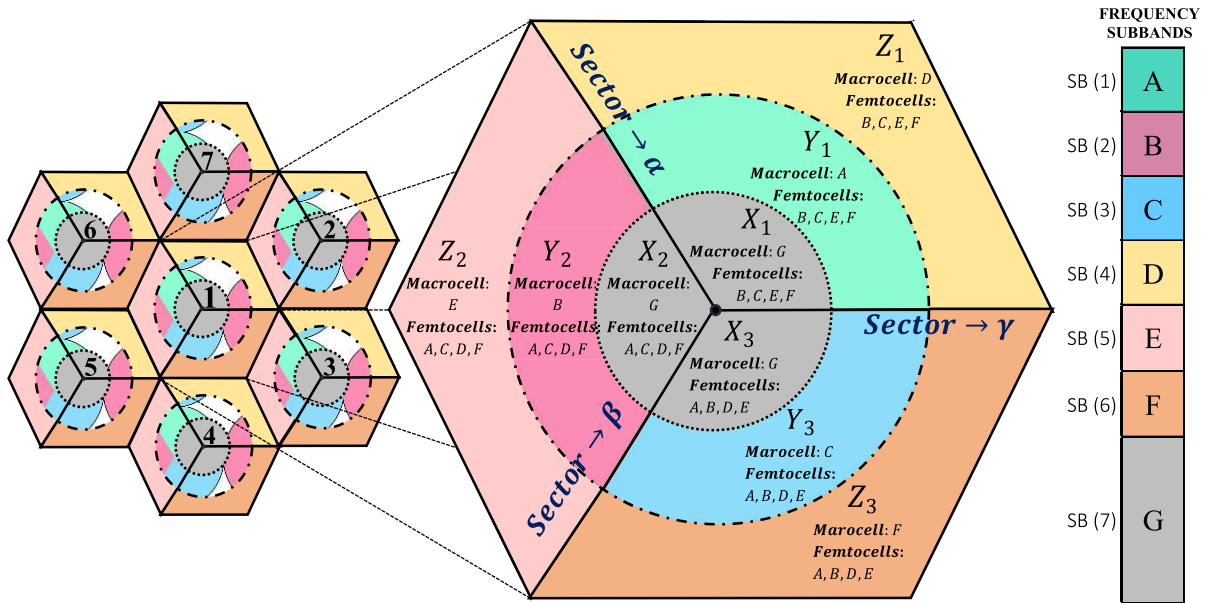 FREQUENCY
SUBBANDS
SB (1) A
SB (2) B
SB (3) C
SB (4) D
SB (5) E
SB (6) F
SB (7) G
7
6
2
1
5
3
4
Sector → α
Sector → β
Sector → γ
Z1
Macrocell: D
Femtocells:
B, C, E, F
Y1
Macrocell: A
Femtocells:
B, C, E, F
X1
Macrocell: G
Femtocells:
B, C, E, F
Z2
Macrocell:
E
Femtocells:
A, C, D, F
Y2
Macrocell:
B
Femtocells:
A, C, D, F
X2
Macrocell:
G
Femtocells:
A, C, D, F
X3
Marocell: G
Femtocells:
A, B, D, E
Y3
Marocell: C
Femtocells:
A, B, D, E
Z3
Marocell: F
Femtocells:
A, B, D, E